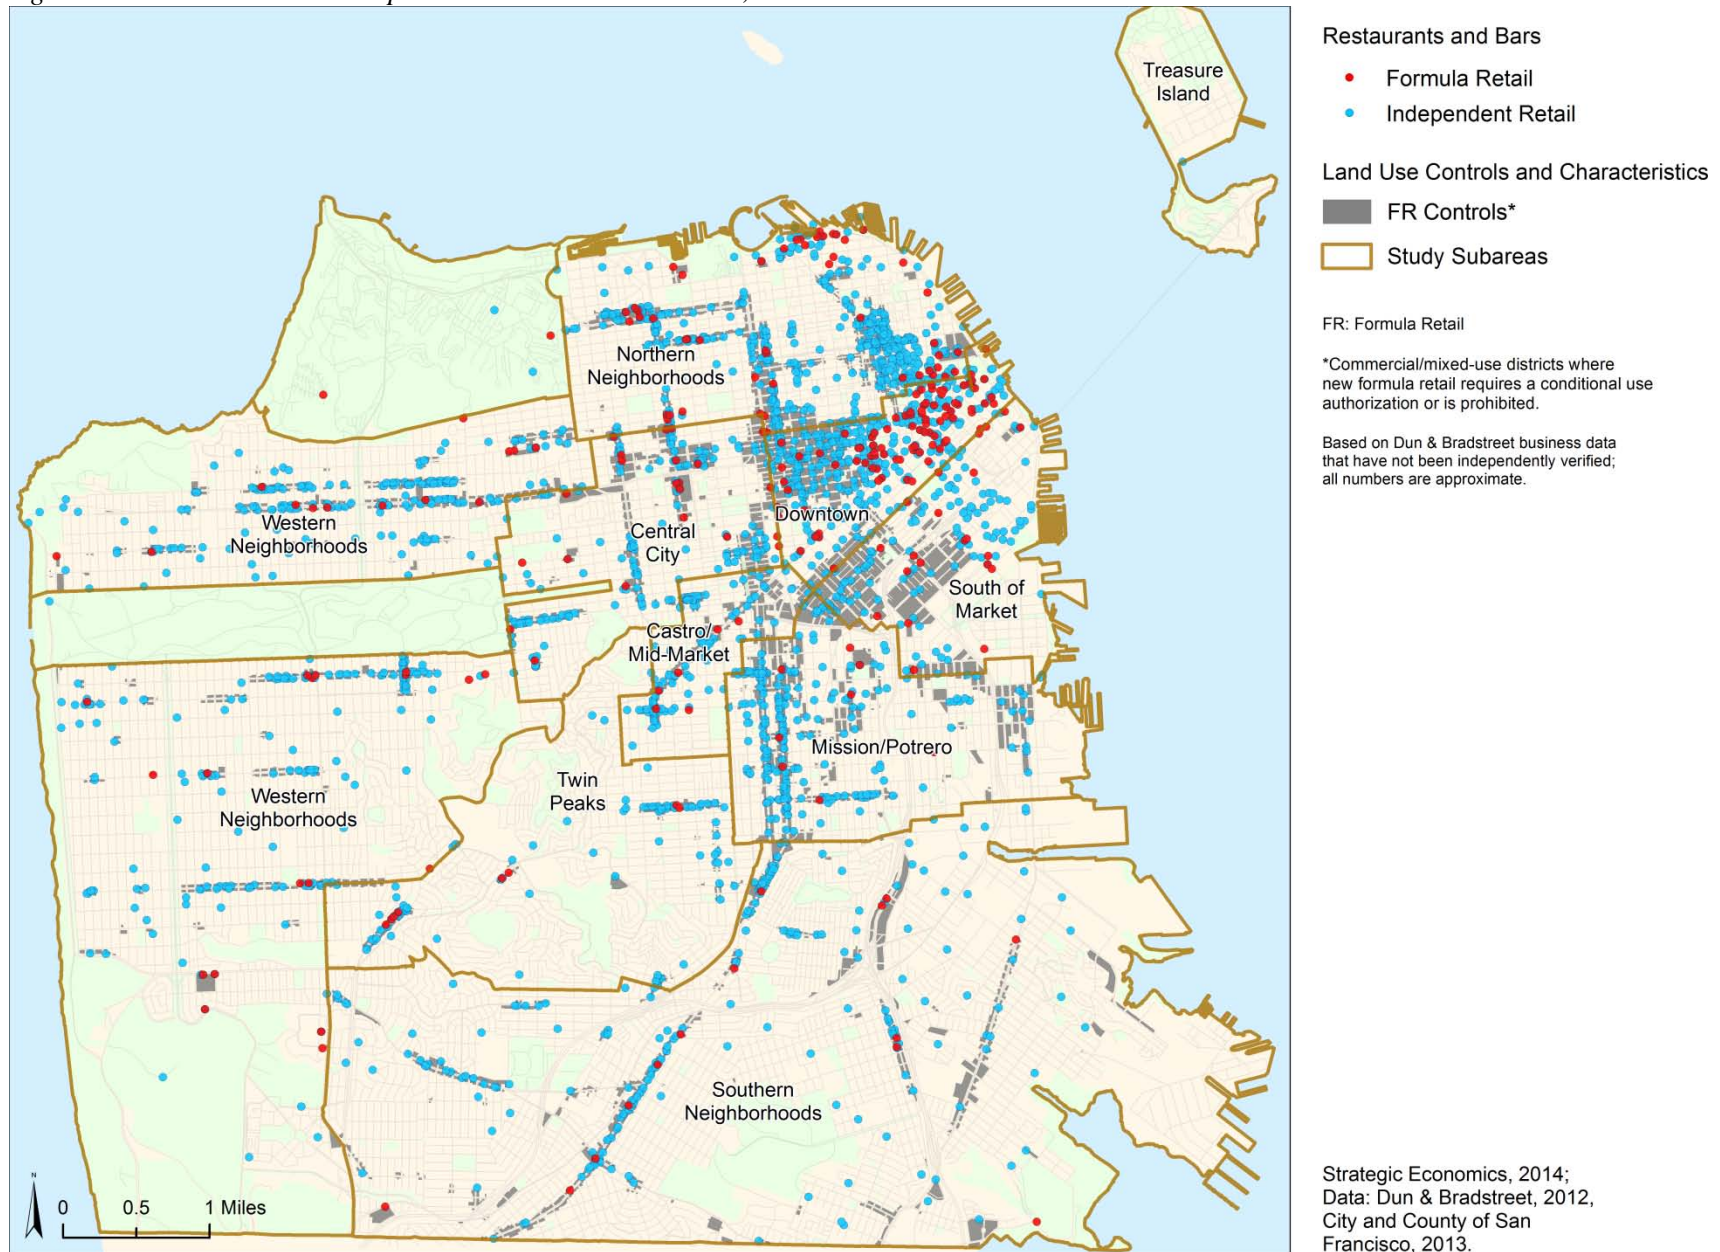 Restaurants and Bars
Formula Retail
Independent Retail
Land Use Controls and Characteristics
FR Controls*
Study Subareas
FR: Formula Retail
*Commercial/mixed-use districts where
new formula retail requires a conditional use
authorization or is prohibited.
Based on Dun & Bradstreet business data
that have not been independently verified;
all numbers are approximate.
Treasure
Island
Northern
Neighborhoods
Western
Neighborhoods
Central
City
Downtown
South of
Market
Castro/
Mid-Market
Mission/Potrero
Twin
Peaks
Western
Neighborhoods
Southern
Neighborhoods
N
0 0.5 1 Miles
Strategic Economics, 2014;
Data: Dun & Bradstreet, 2012,
City and County of San
Francisco, 2013.